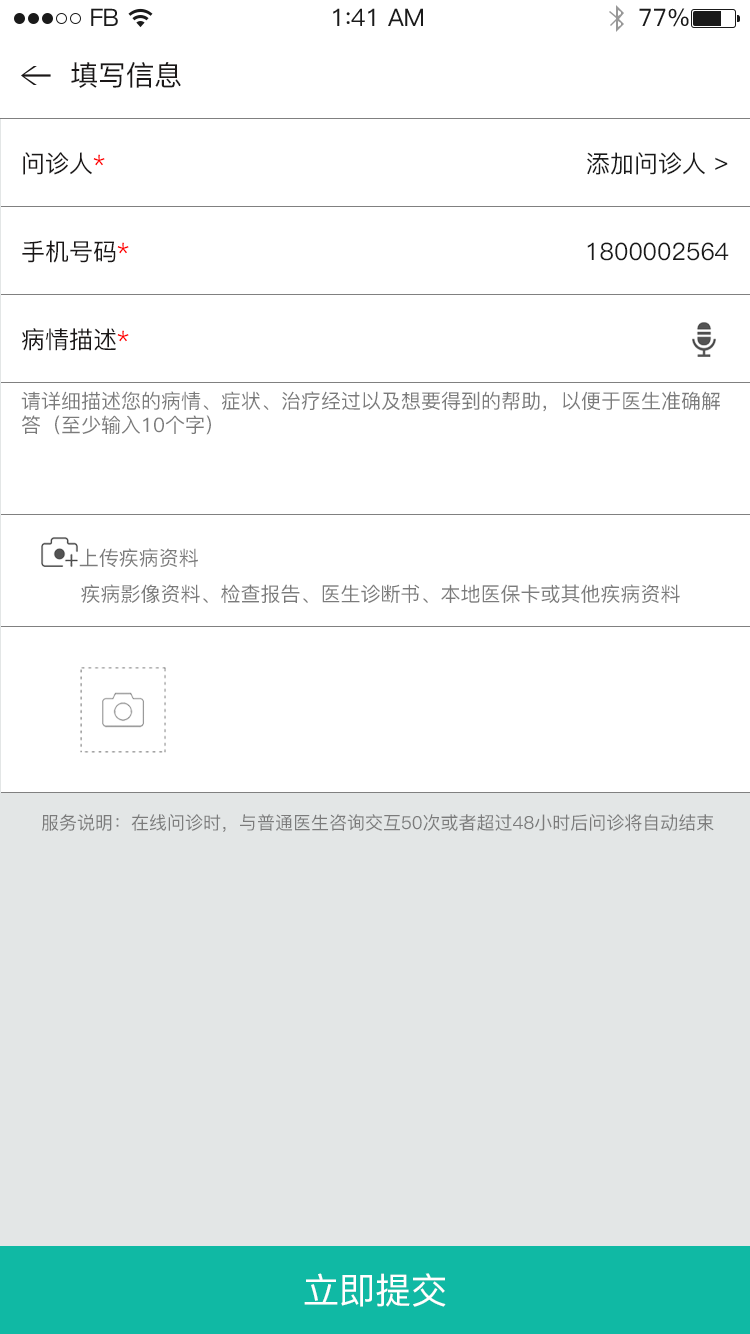 FB 1:41 AM 77%
填写信息
问诊人* 添加问诊人 >
手机号码* 1800002564
病情描述*
请详细描述您的病情、症状、治疗经过以及想要得到的帮助，以便于医生准确解
答（至少输入10个字）
上传疾病资料
疾病影像资料、检查报告、医生诊断书、本地医保卡或其他疾病资料
服务说明：在线问诊时，与普通医生咨询交互50次或者超过48小时后问诊将自动结束
立即提交